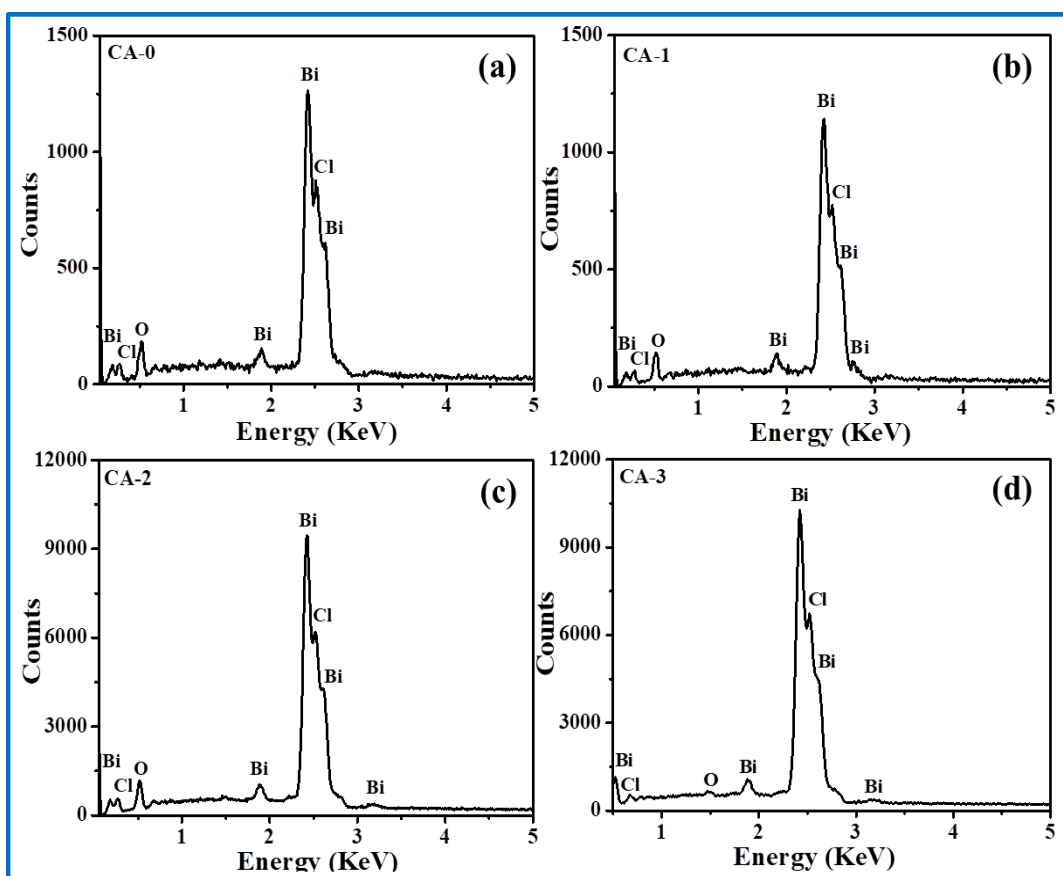 CA-0
(a)
1500
1000
500
0
Counts
Bi
Cl
O
Bi
Bi
Cl
Bi
1
2
3
4
5
Energy (KeV)
CA-1
(b)
1500
1000
500
0
Counts
Bi
Cl
O
Bi
Bi
Cl
Bi
Bi
1
2
3
4
5
Energy (KeV)
CA-2
(c)
12000
9000
6000
3000
0
Counts
Bi
Cl
O
Bi
Bi
Cl
Bi
Bi
1
2
3
4
5
Energy (KeV)
CA-3
(d)
12000
9000
6000
3000
0
Counts
Bi
Cl
O
Bi
Bi
Cl
Bi
Bi
1
2
3
4
5
Energy (KeV)